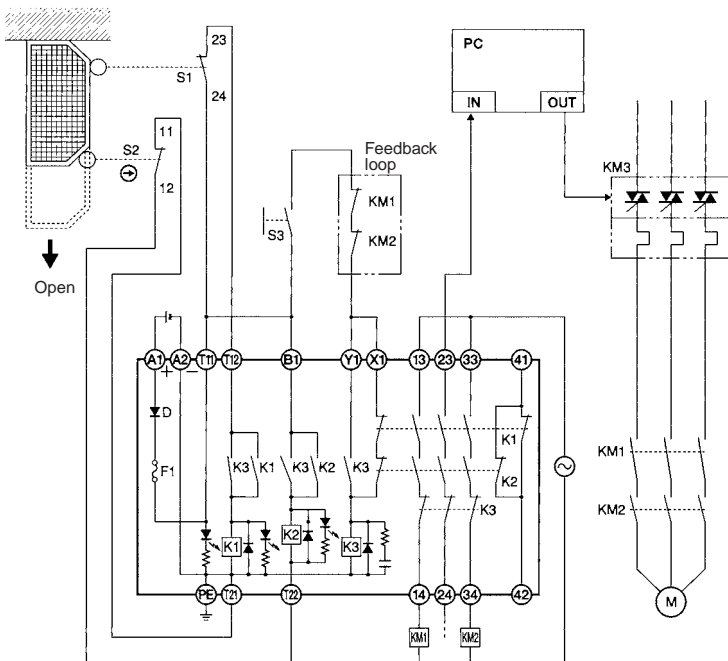 23
S1
24
11
S2
12
Open
PC
IN
OUT
Feedback
loop
KM1
KM2
S3
KM3
A1
A2
T11
T12
B1
Y1
X1
13
23
33
41
+
−
D
F1
K3
K1
K3
K2
K3
K1
K2
K3
K1
K2
K3
KM1
KM2
M
PE
T21
T22
14
24
34
42
KM1
KM2